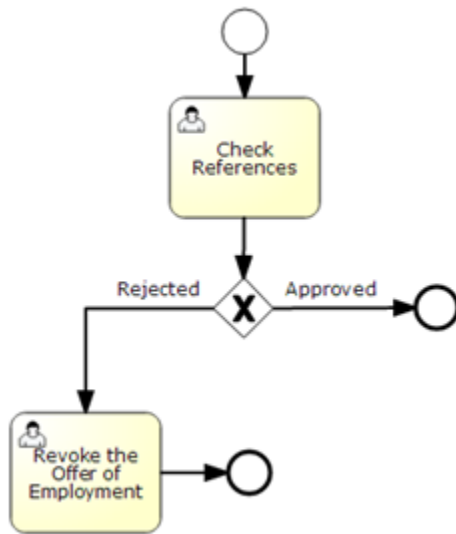 Check
References
Rejected
Approved
Revoke the
Offer of
Employment